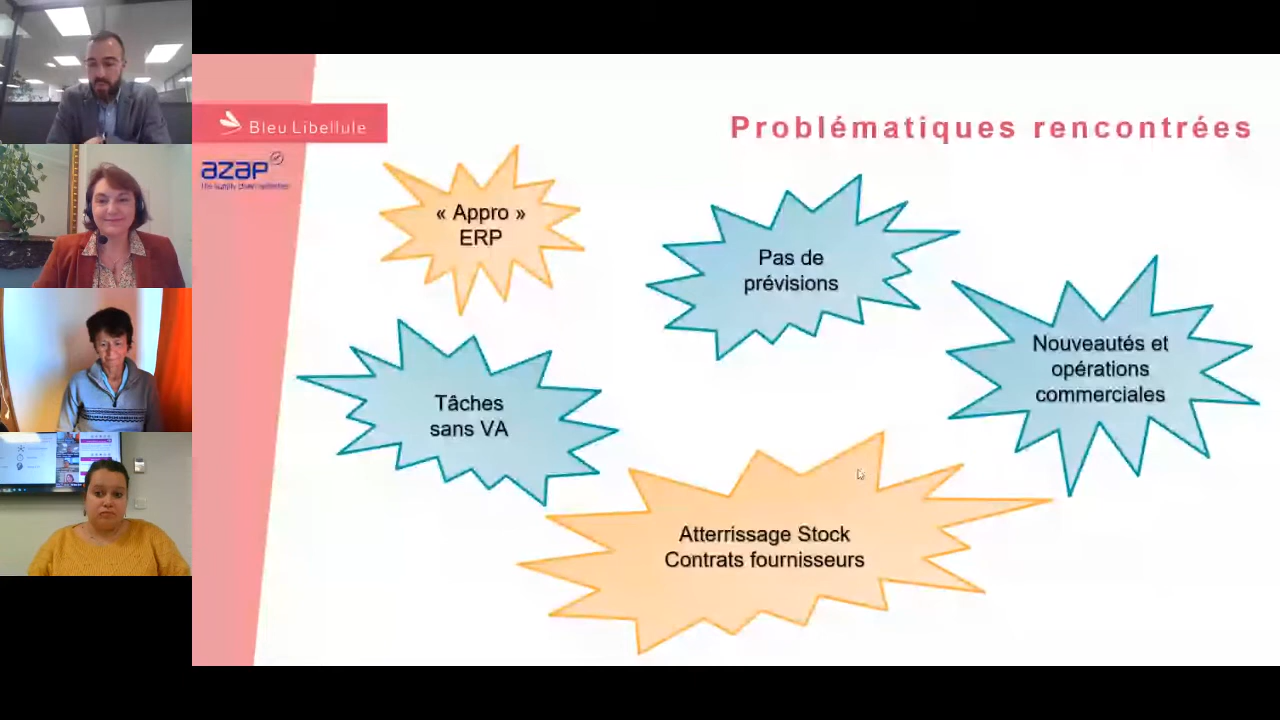 Problématiques rencontrées
Bleu Libellule
azap
« Appro »
ERP
Pas de
prévisions
Nouveautés et
opérations
commerciales
Tâches
sans VA
Atterrissage Stock
Contrats fournisseurs